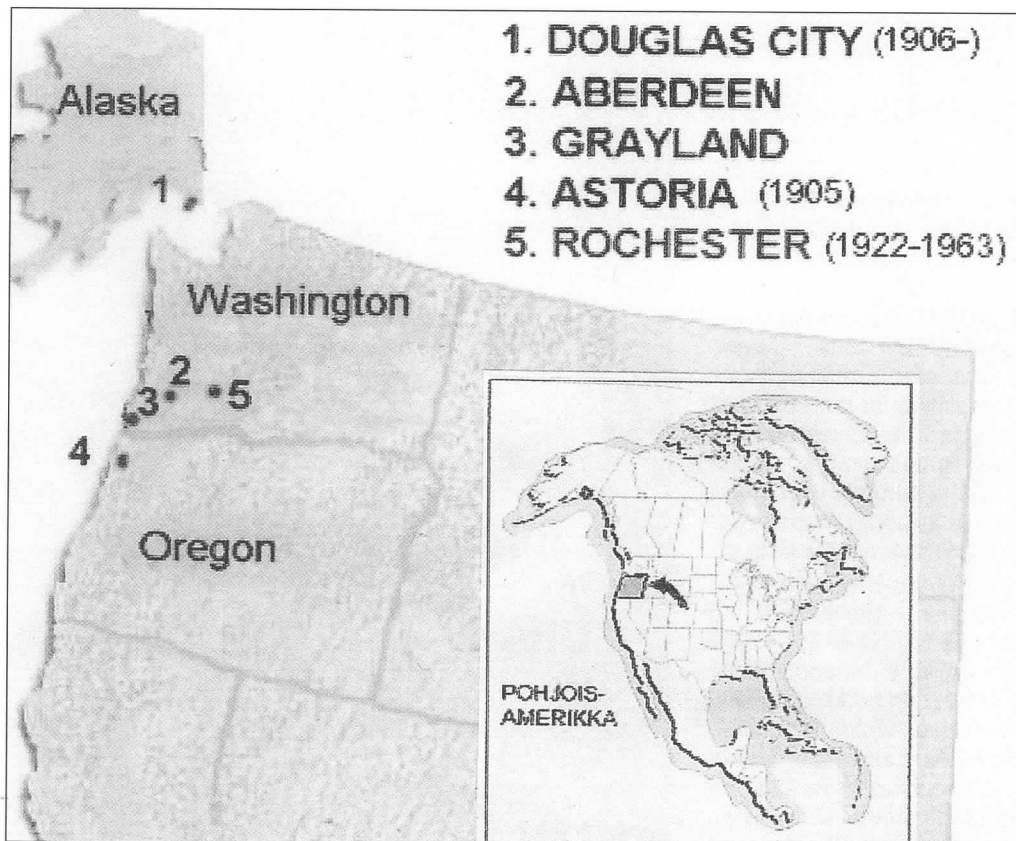 1. DOUGLAS CITY (1906-)
2. ABERDEEN
3. GRAYLAND
4. ASTORIA (1905)
5. ROCHESTER (1922-1963)
Alaska
1
Washington
2
3
5
4
Oregon
POHJOIS-
AMERIKKA